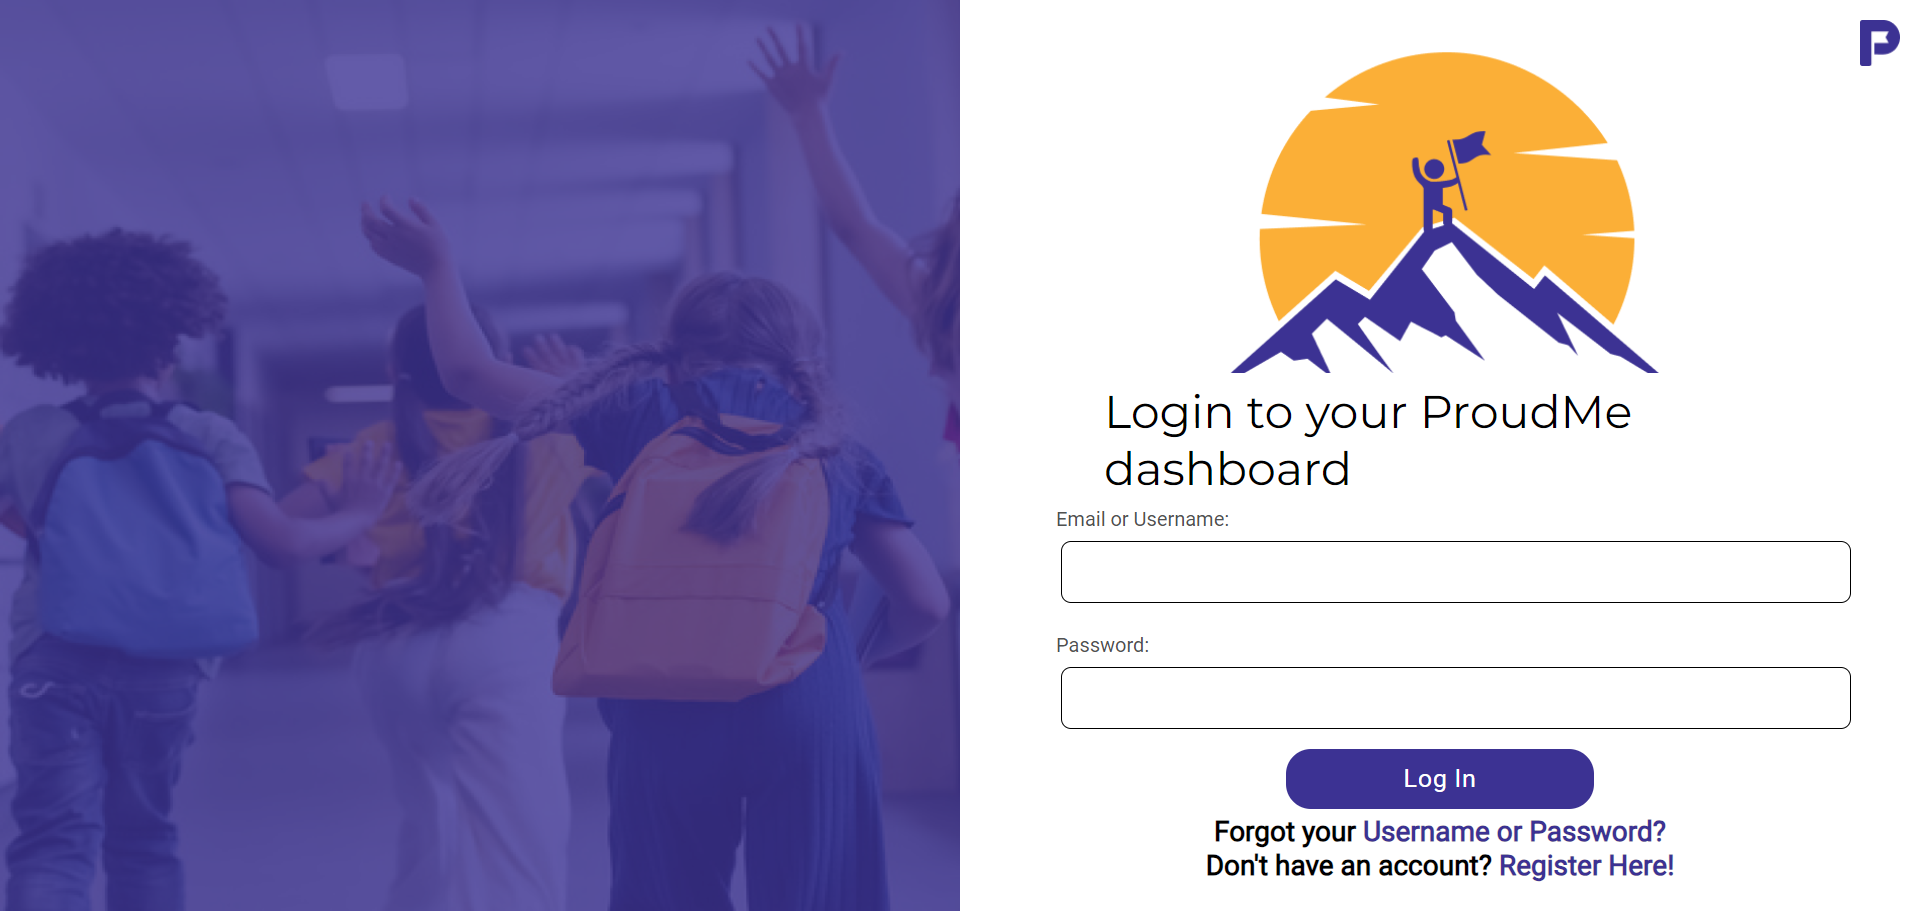 Login to your ProudMe
dashboard
Email or Username:
Password:
Log In
Forgot your Username or Password?
Don't have an account? Register Here!